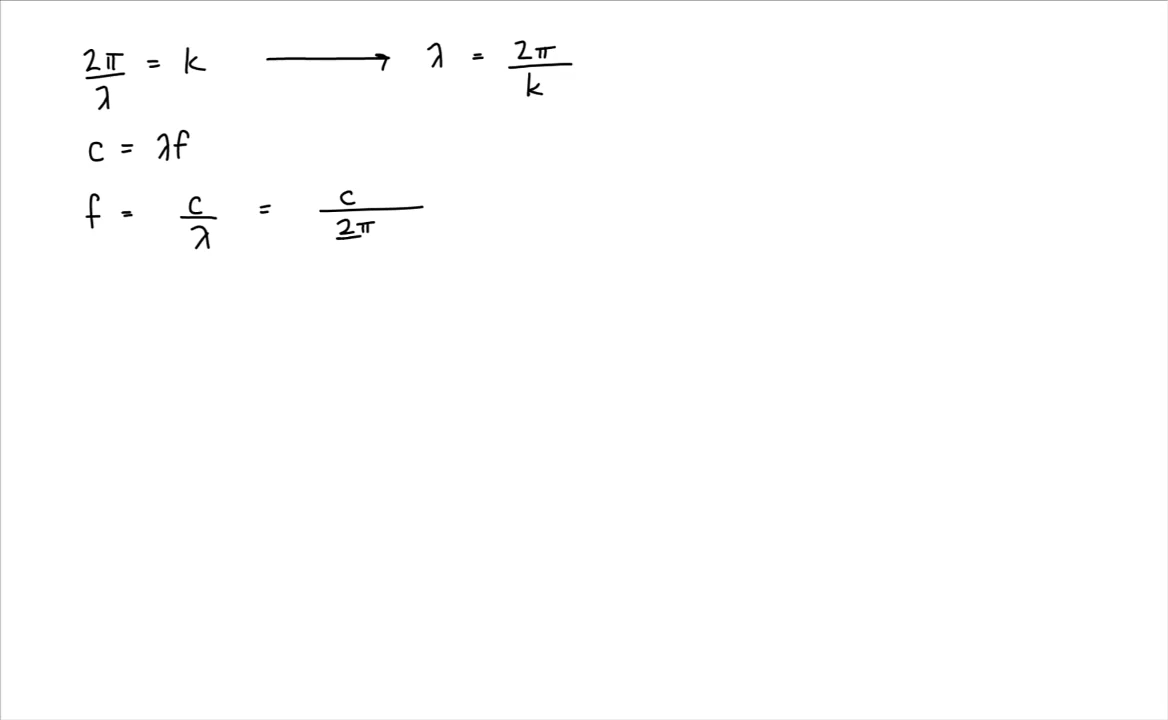 2π/λ = k ⟶ λ = 2π/k
c = λf
f = c/λ = c/2π